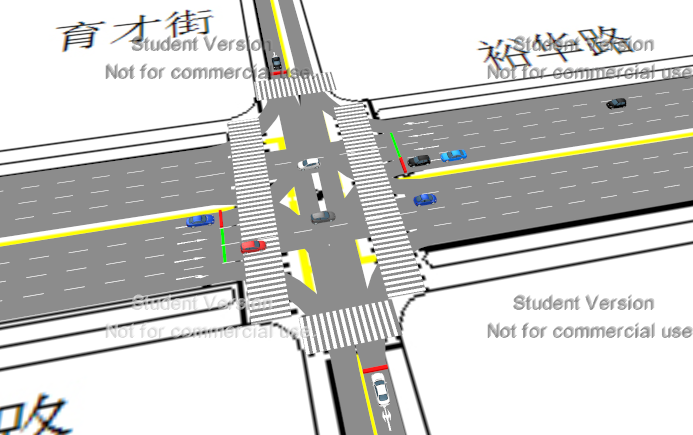 育才街
裕华路
Student Version
Not for commercial use.
Student Version
Not for commercial use.
Student Version
Not for commercial use.
Student Version
Not for commercial use.
路